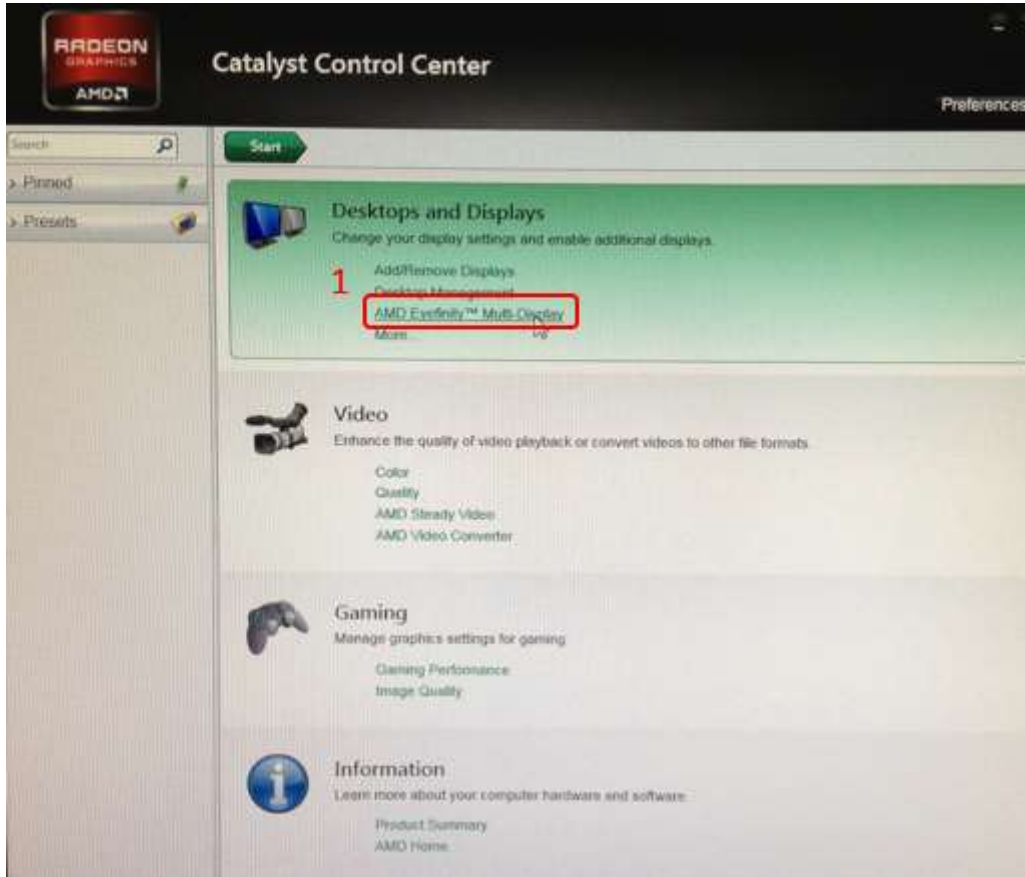 RADEON
GRAPHICS
AMD
Catalyst Control Center
Preferences
Search
Start
> Pinned
> Presets
Desktops and Displays
Change your display settings and enable additional displays.
Add/Remove Displays
1
Desktop Management
AMD Eyefinity™ Multi-Display
More...
Video
Enhance the quality of video playback or convert videos to other file formats.
Color
Quality
AMD Steady Video
AMD Video Converter
Gaming
Manage graphics settings for gaming
Gaming Performance
Image Quality
Information
Learn more about your computer hardware and software.
Product Summary
AMD Home